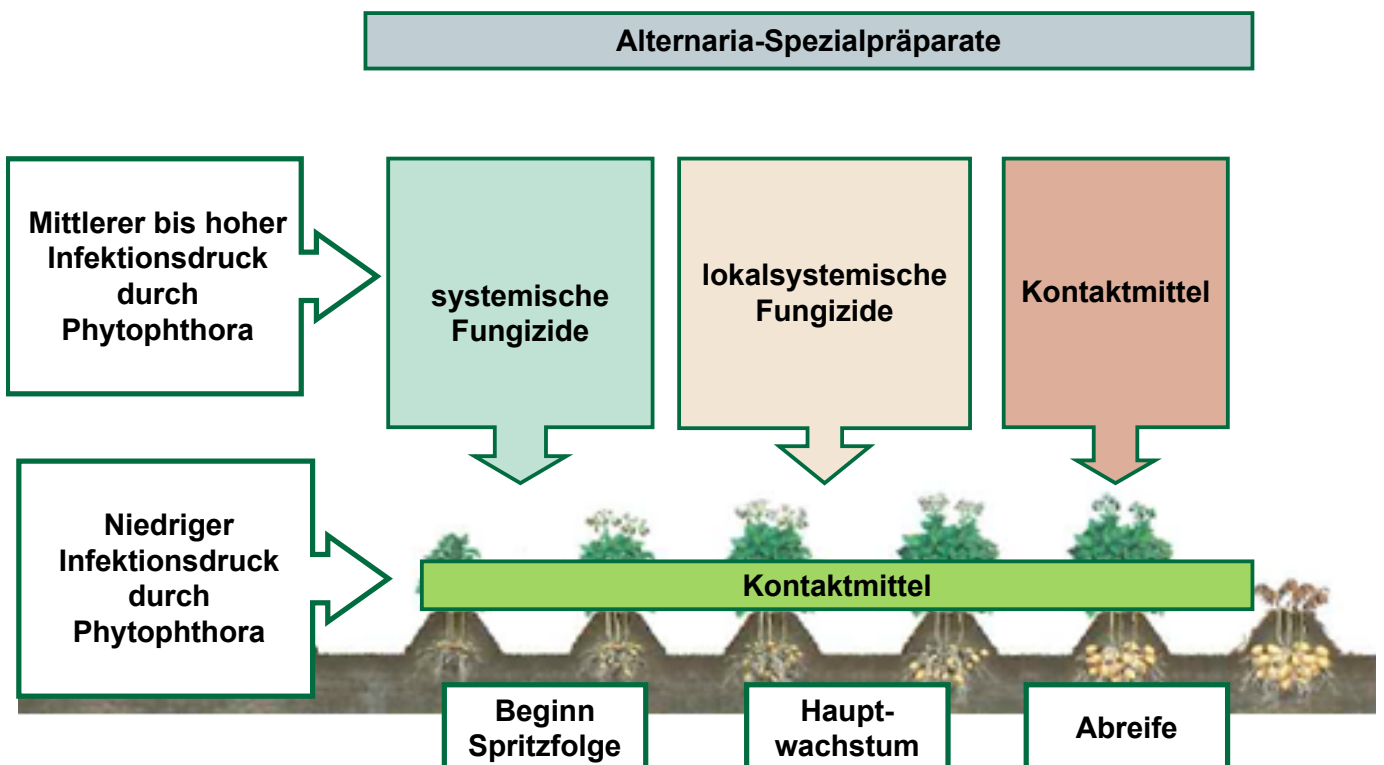 Alternaria-Spezialpräparate
Mittlerer bis hoher
Infektionsdruck
durch
Phytophthora
systemische
Fungizide
lokalsystemische
Fungizide
Kontaktmittel
Niedriger
Infektionsdruck
durch
Phytophthora
Kontaktmittel
Beginn
Spritzfolge
Haupt-
wachstum
Abreife